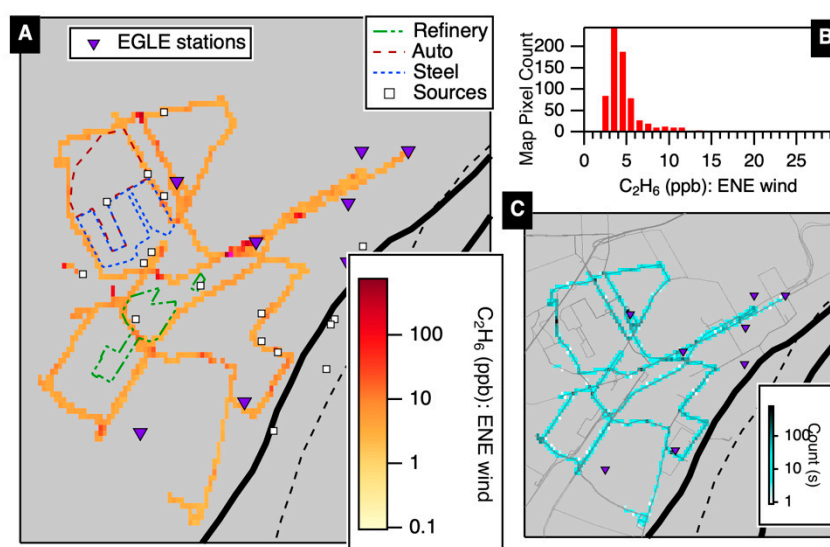 A
EGLE stations
Refinery
Auto
Steel
Sources
100
10
1
0.1
C₂H₆ (ppb): ENE wind
B
Map Pixel Count
200
150
100
50
0
0 5 10 15 20 25
C₂H₆ (ppb): ENE wind
C
100
10
1
Count (s)